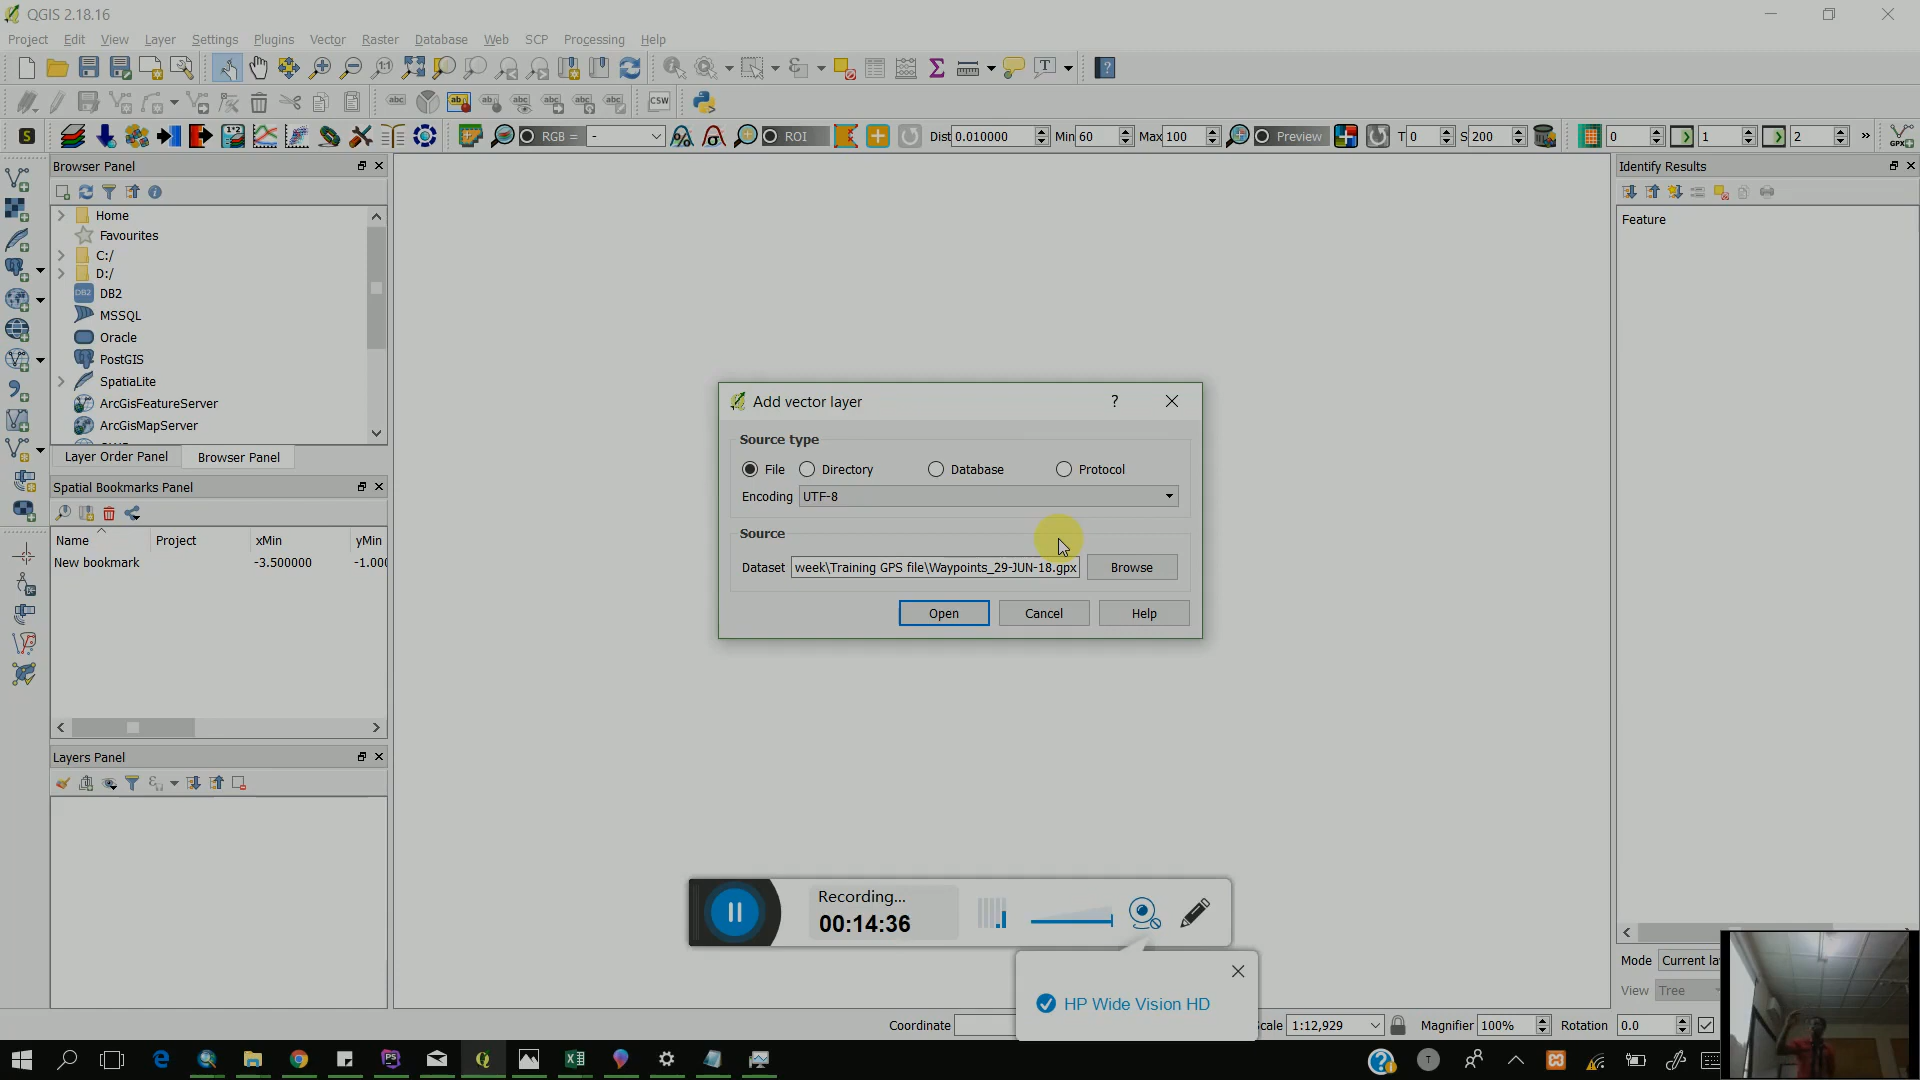 QGIS 2.18.16
Project Edit View Layer Settings Plugins Vector Raster Database Web SCP Processing Help
CSW
RGB = - ROI Dist 0.010000 Min 60 Max 100 Preview T 0 S 200 0 1 2 »
Browser Panel
Home
Favourites
C:/
D:/
DB2
MSSQL
Oracle
PostGIS
SpatiaLite
ArcGisFeatureServer
ArcGisMapServer
Layer Order Panel Browser Panel
Spatial Bookmarks Panel
Name Project xMin yMin
New bookmark -3.500000 -1.000
Layers Panel
Add vector layer
Source type
File Directory Database Protocol
Encoding UTF-8
Source
Dataset week\Training GPS file\Waypoints_29-JUN-18.gpx Browse
Open Cancel Help
Recording...
00:14:36
HP Wide Vision HD
Identify Results
Feature
Mode Current la
View Tree
Coordinate cale 1:12,929 Magnifier 100% Rotation 0.0